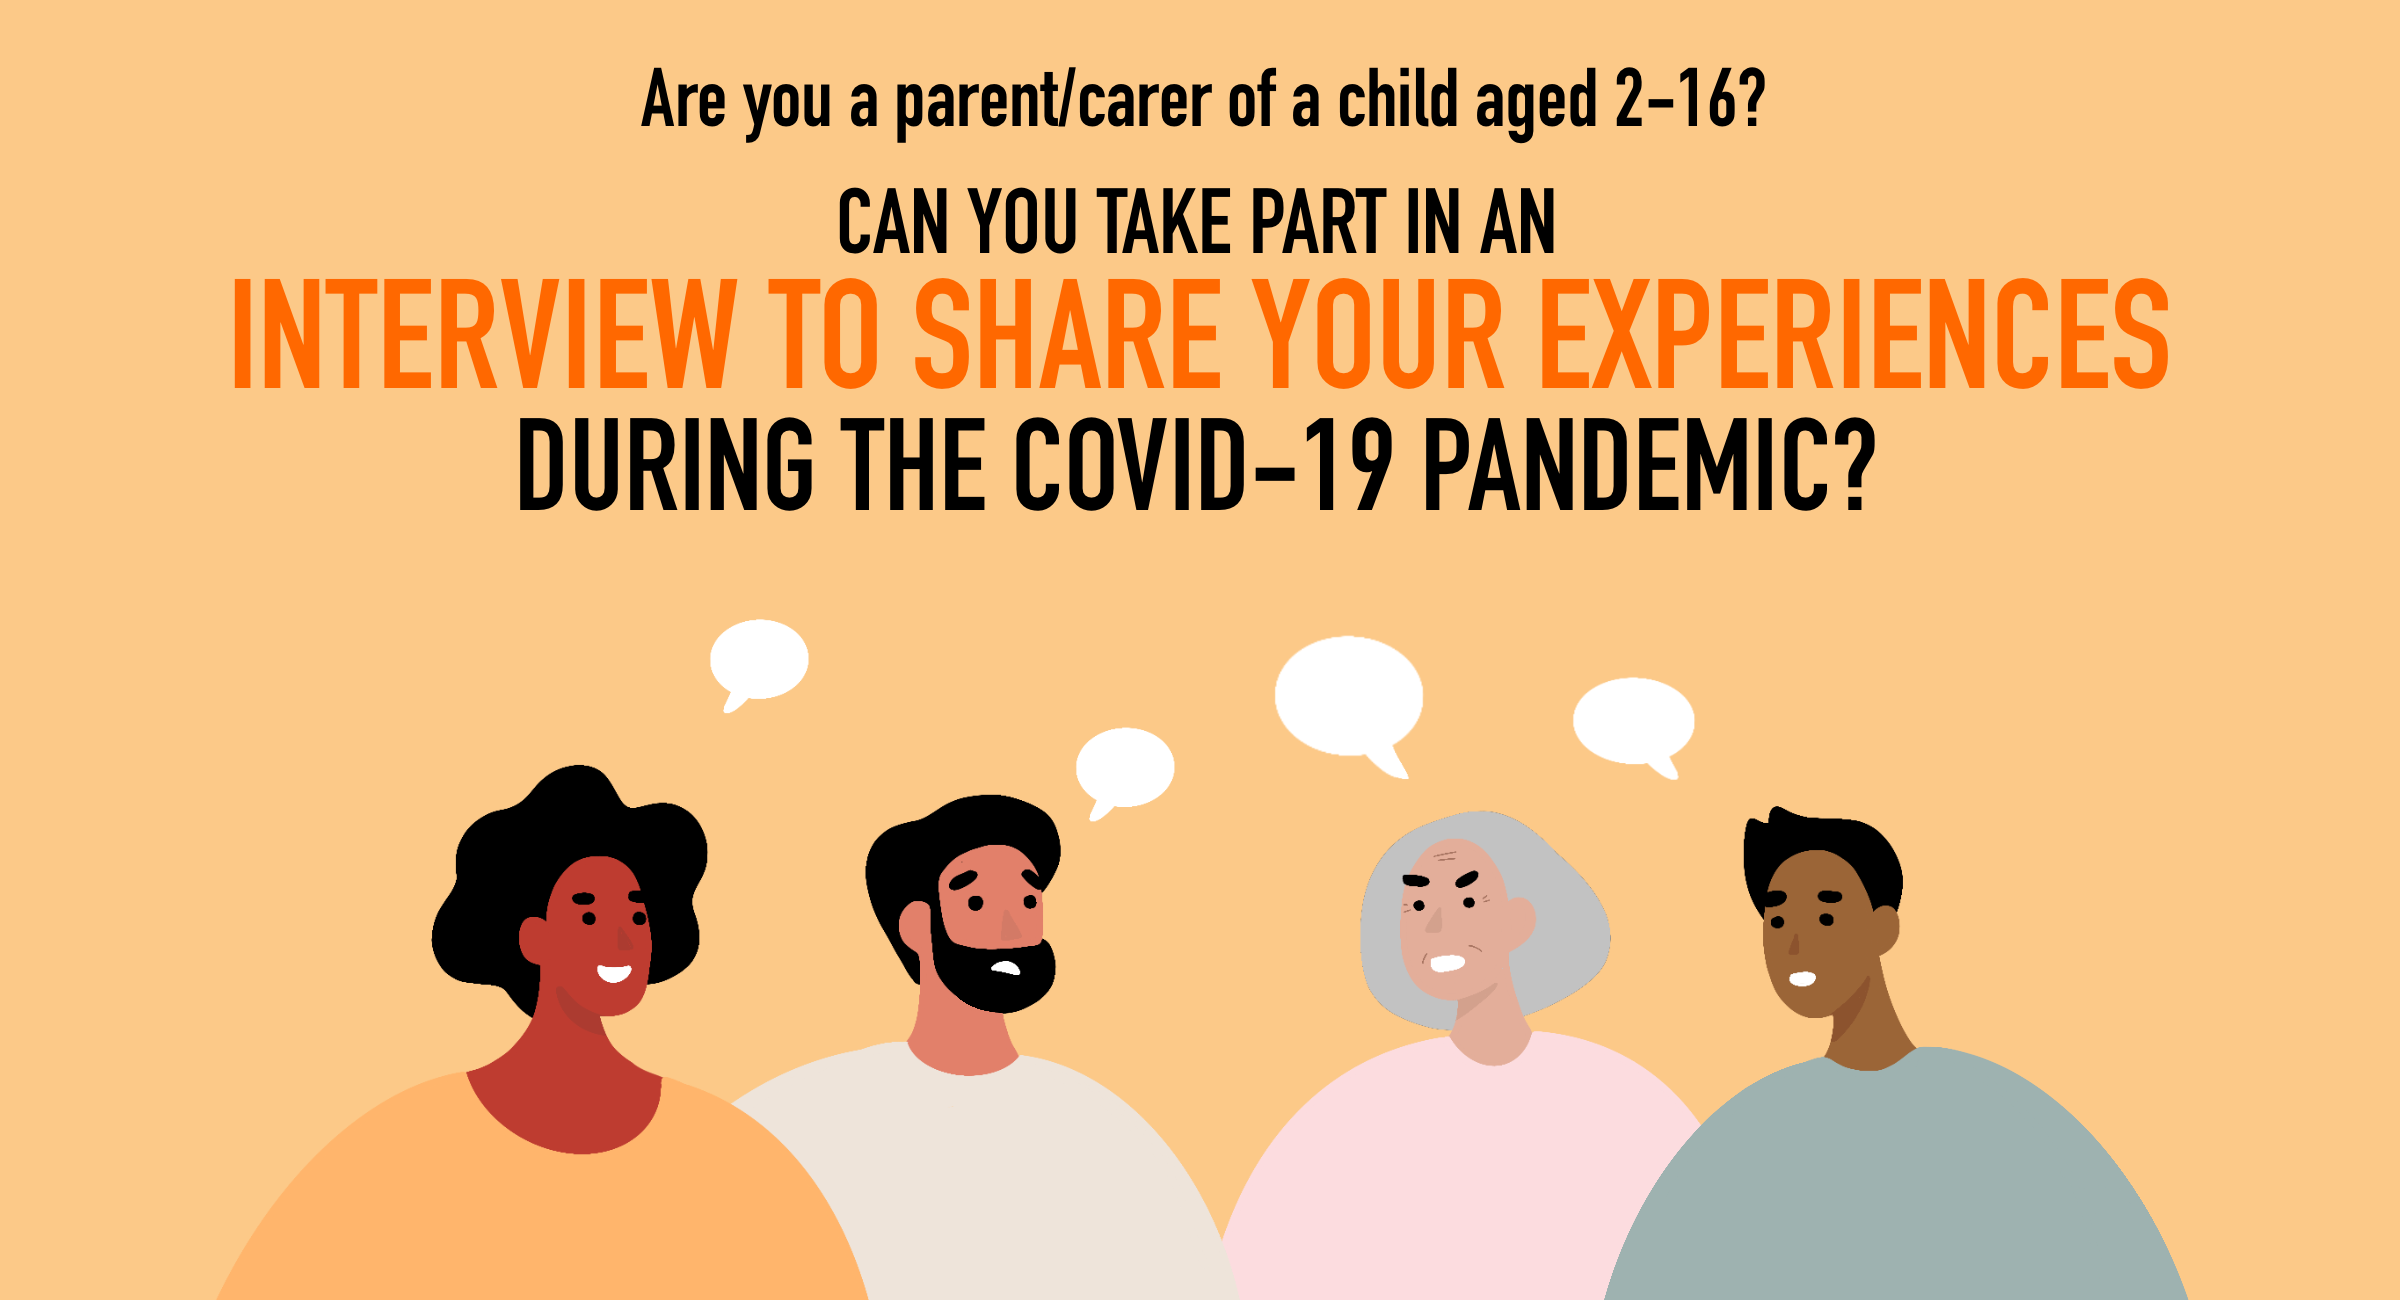 Are you a parent/carer of a child aged 2-16?
CAN YOU TAKE PART IN AN
INTERVIEW TO SHARE YOUR EXPERIENCES
DURING THE COVID-19 PANDEMIC?